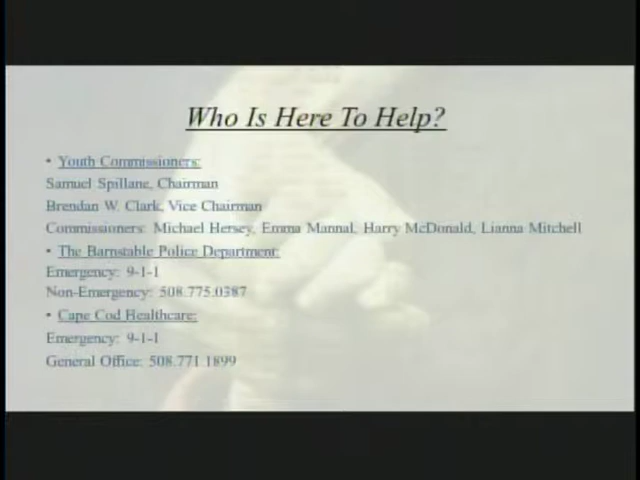 Who Is Here To Help?
• Youth Commissioners:
Samuel Spillane, Chairman
Brendan W. Clark, Vice Chairman
Commissioners: Michael Hersey, Emma Mannal, Harry McDonald, Lianna Mitchell
• The Barnstable Police Department:
Emergency: 9-1-1
Non-Emergency: 508.775.0387
• Cape Cod Healthcare:
Emergency: 9-1-1
General Office: 508.771.1899